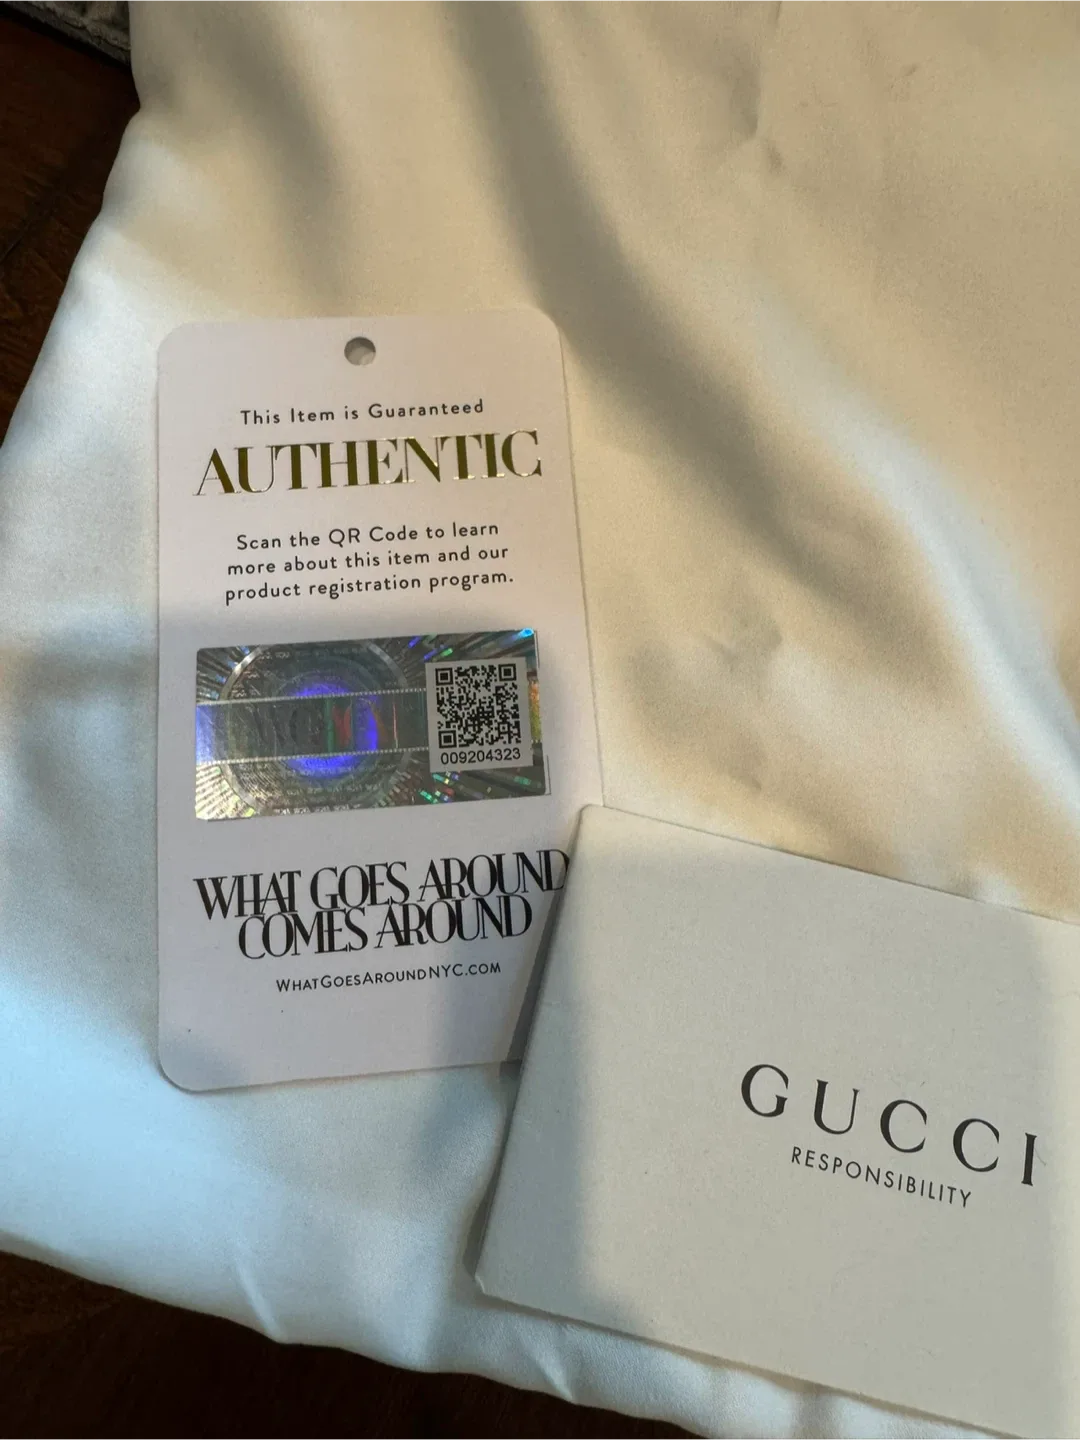 This Item is Guaranteed
AUTHENTIC
Scan the QR Code to learn
more about this item and our
product registration program.
009204323
WHAT GOES AROUND
COMES AROUND
WHATGOESAROUNDNYC.COM
GUCCI
RESPONSIBILITY